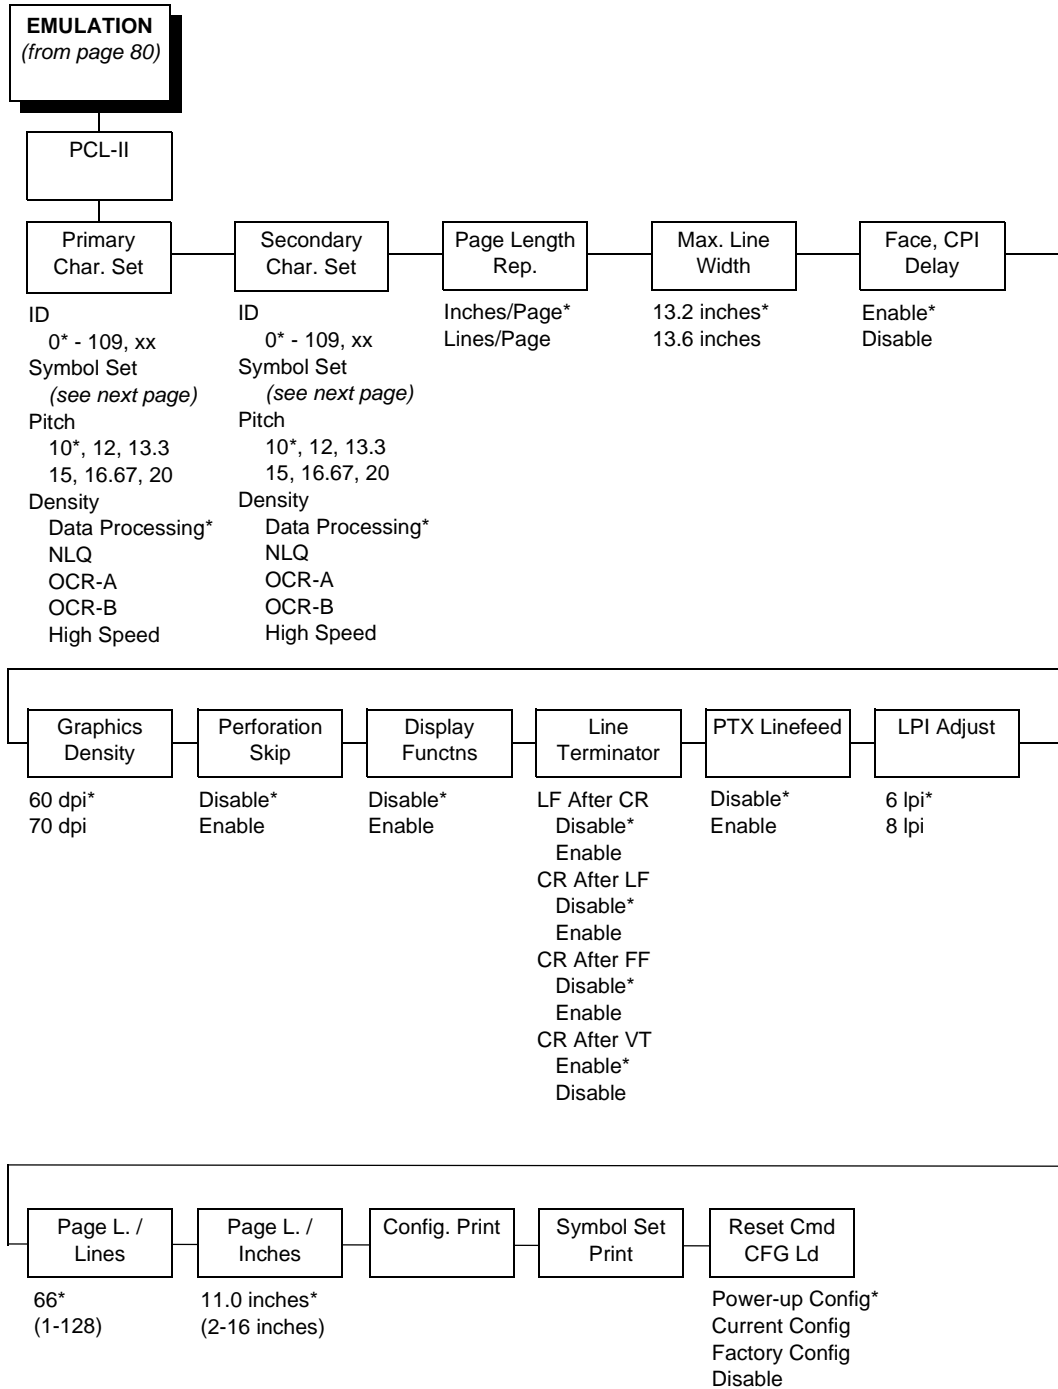 EMULATION
(from page 80)
PCL-II
Primary
Char. Set
ID
0* - 109, xx
Symbol Set
(see next page)
Pitch
10*, 12, 13.3
15, 16.67, 20
Density
Data Processing*
NLQ
OCR-A
OCR-B
High Speed
Secondary
Char. Set
ID
0* - 109, xx
Symbol Set
(see next page)
Pitch
10*, 12, 13.3
15, 16.67, 20
Density
Data Processing*
NLQ
OCR-A
OCR-B
High Speed
Page Length
Rep.
Inches/Page*
Lines/Page
Max. Line
Width
13.2 inches*
13.6 inches
Face, CPI
Delay
Enable*
Disable
Graphics
Density
60 dpi*
70 dpi
Perforation
Skip
Disable*
Enable
Display
Functns
Disable*
Enable
Line
Terminator
LF After CR
Disable*
Enable
CR After LF
Disable*
Enable
CR After FF
Disable*
Enable
CR After VT
Enable*
Disable
PTX Linefeed
Disable*
Enable
LPI Adjust
6 lpi*
8 lpi
Page L. /
Lines
66*
(1-128)
Page L. /
Inches
11.0 inches*
(2-16 inches)
Config. Print
Symbol Set
Print
Reset Cmd
CFG Ld
Power-up Config*
Current Config
Factory Config
Disable